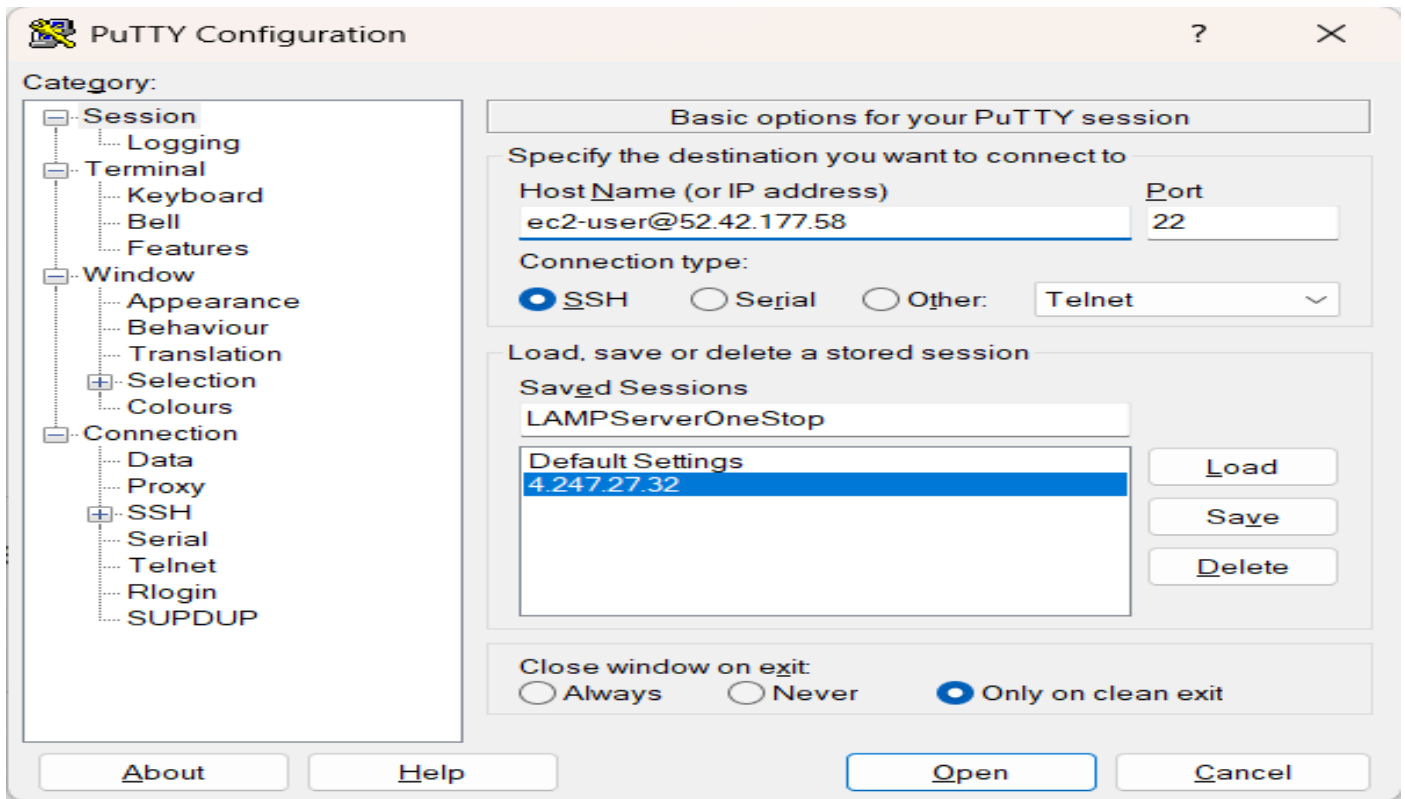 PuTTY Configuration
?
Category:
Session
Logging
Terminal
Keyboard
Bell
Features
Window
Appearance
Behaviour
Translation
Selection
Colours
Connection
Data
Proxy
SSH
Serial
Telnet
Rlogin
SUPDUP
Basic options for your PuTTY session
Specify the destination you want to connect to
Host Name (or IP address) Port
ec2-user@52.42.177.58 22
Connection type:
SSH Serial Other: Telnet
Load, save or delete a stored session
Saved Sessions
LAMPServerOneStop
Default Settings
4.247.27.32
Load
Save
Delete
Close window on exit:
Always Never Only on clean exit
About Help Open Cancel